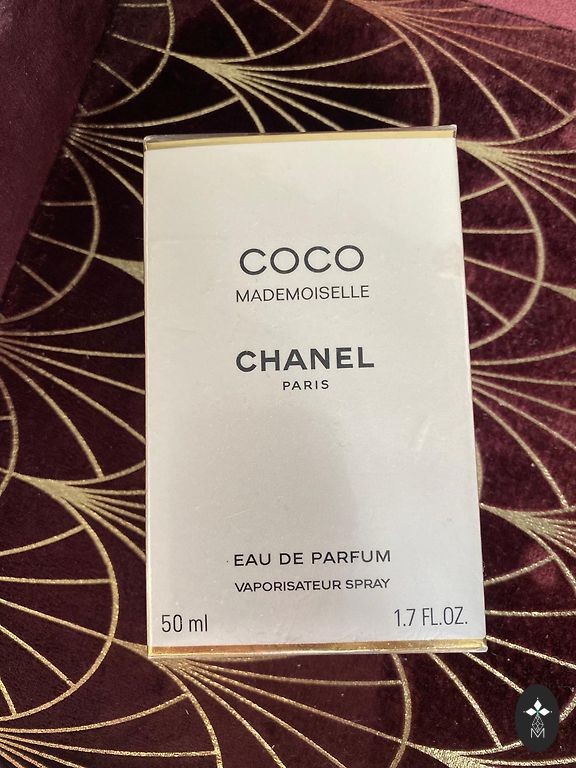 COCO
MADEMOISELLE
CHANEL
PARIS
EAU DE PARFUM
VAPORISATEUR SPRAY
50 ml 1.7 FL.OZ.
M